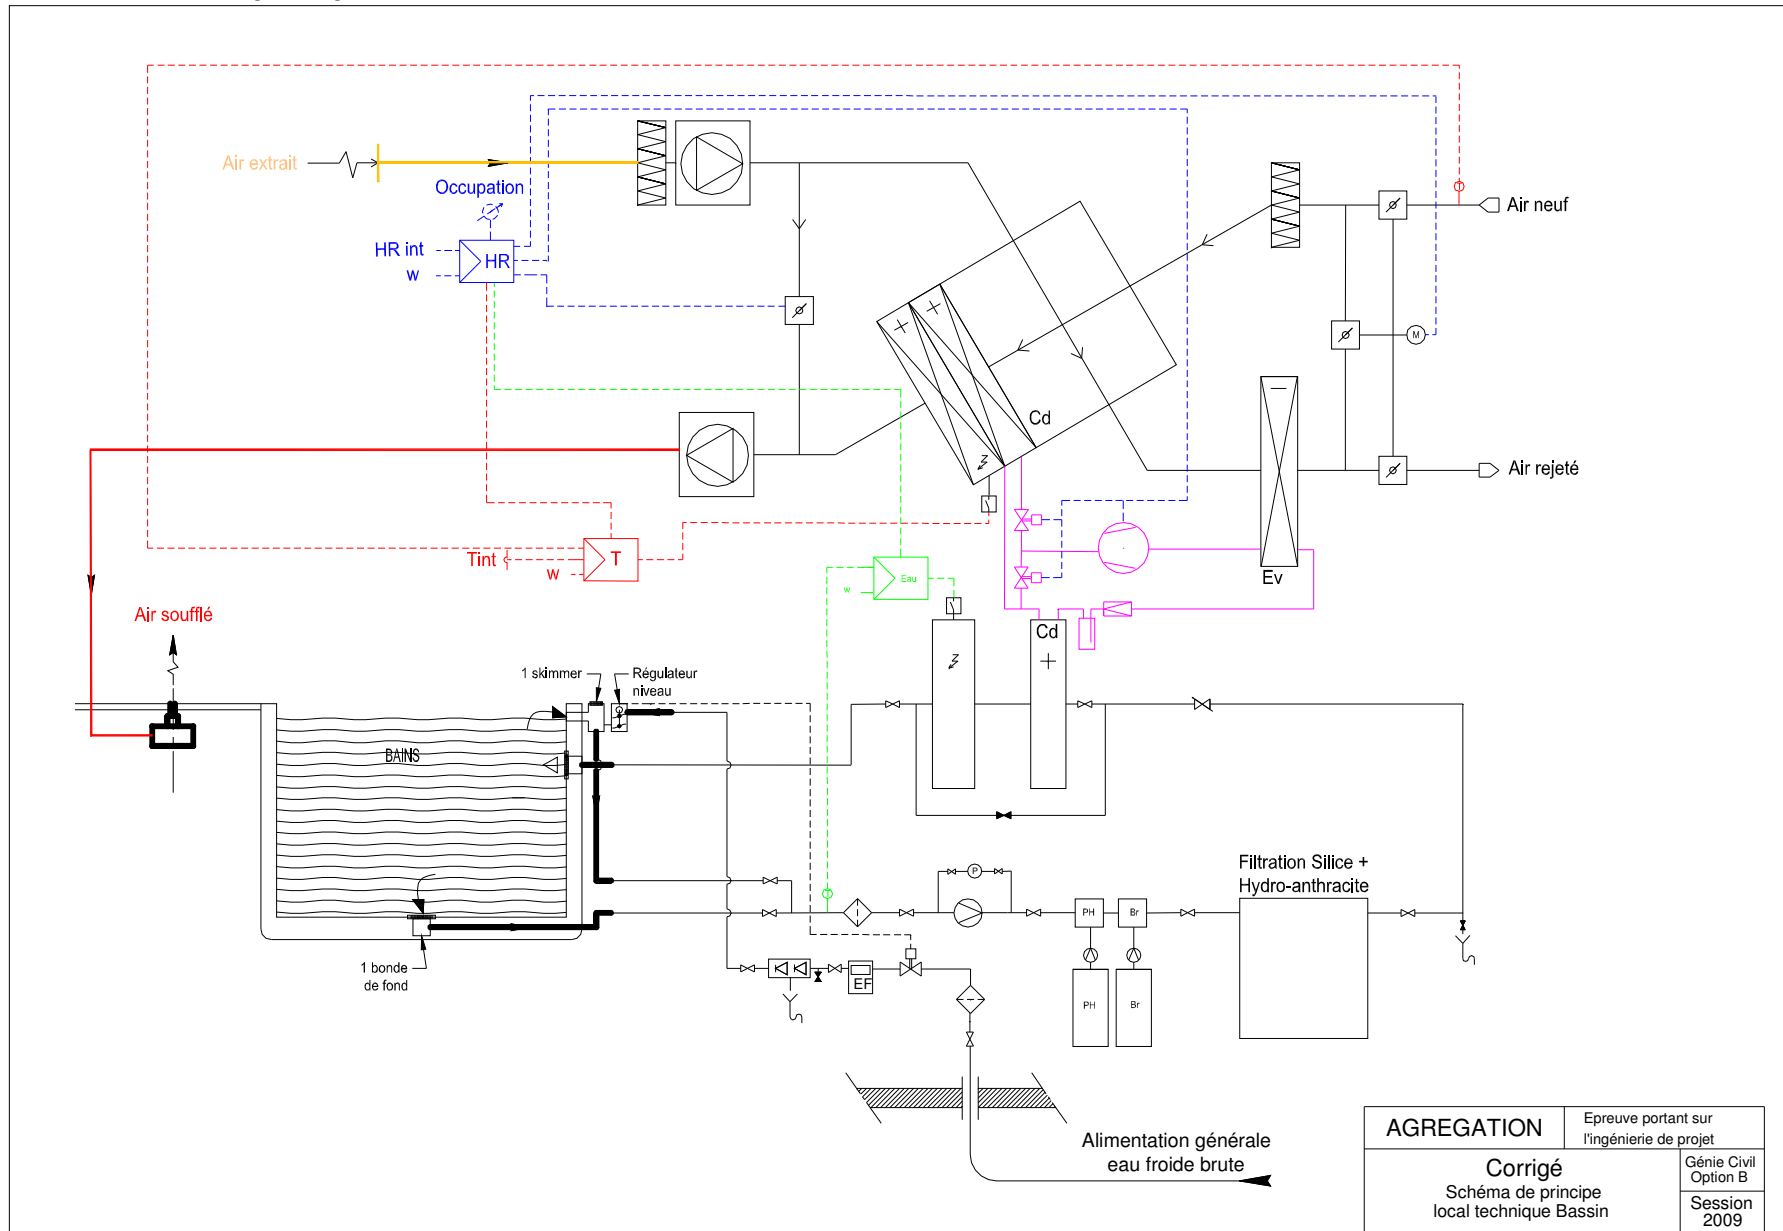 Air extrait
Occupation
HR int
w
HR
Air neuf
M
Cd
Air rejeté
Ev
Tint
w
T
w
Eau
Air soufflé
Cd
1 skimmer
Régulateur
niveau
BAINS
1 bonde
de fond
P
PH
Br
Filtration Silice +
Hydro-anthracite
EF
PH
Br
Alimentation générale
eau froide brute
AGREGATION
Epreuve portant sur
l'ingénierie de projet
Corrigé
Schéma de principe
local technique Bassin
Génie Civil
Option B
Session
2009